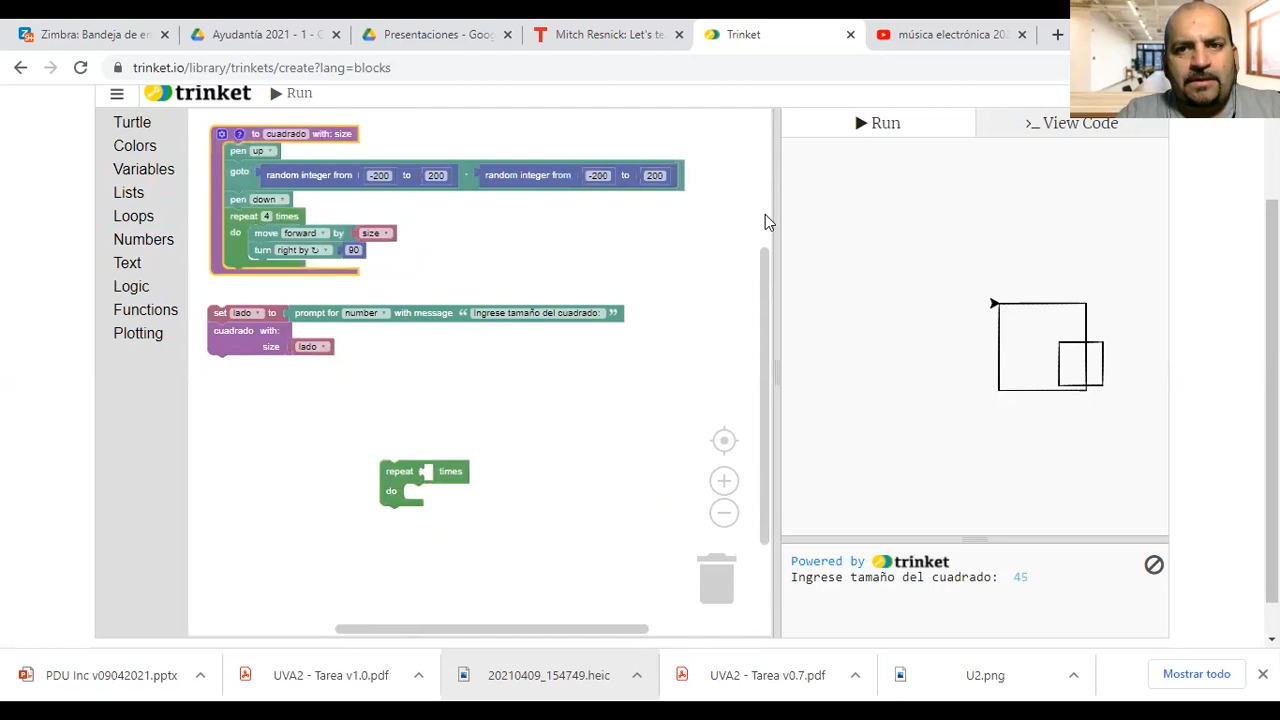 Zimbra: Bandeja de en
Ayudantía 2021 - 1 - C
Presentaciones - Goog
Mitch Resnick: Let's te
Trinket
música electrónica 202
trinket.io/library/trinkets/create?lang=blocks
trinket
Run
Turtle
Colors
Variables
Lists
Loops
Numbers
Text
Logic
Functions
Plotting
to cuadrado with: size
pen up
goto random integer from -200 to 200 random integer from -200 to 200
pen down
repeat 4 times
do move forward by size
turn right by ↻ 90
set lado to prompt for number with message “ Ingrese tamaño del cuadrado: ”
cuadrado with:
size lado
repeat times
do
Run
>_ View Code
Powered by trinket
Ingrese tamaño del cuadrado: 45
PDU Inc v09042021.pptx
UVA2 - Tarea v1.0.pdf
20210409_154749.heic
UVA2 - Tarea v0.7.pdf
U2.png
Mostrar todo